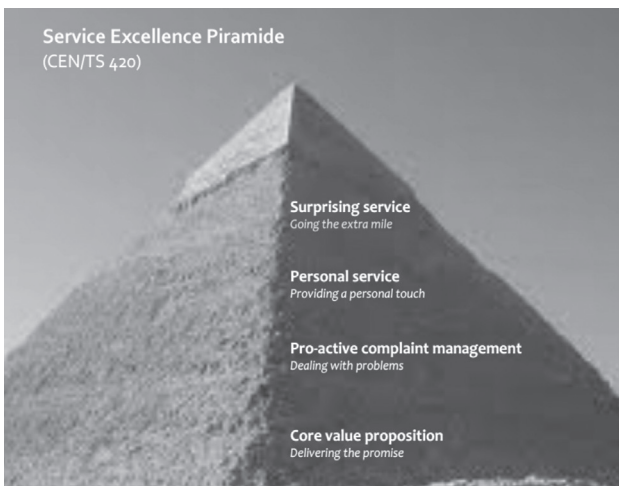 Service Excellence Piramide
(CEN/TS 420)
Surprising service
Going the extra mile
Personal service
Providing a personal touch
Pro-active complaint management
Dealing with problems
Core value proposition
Delivering the promise